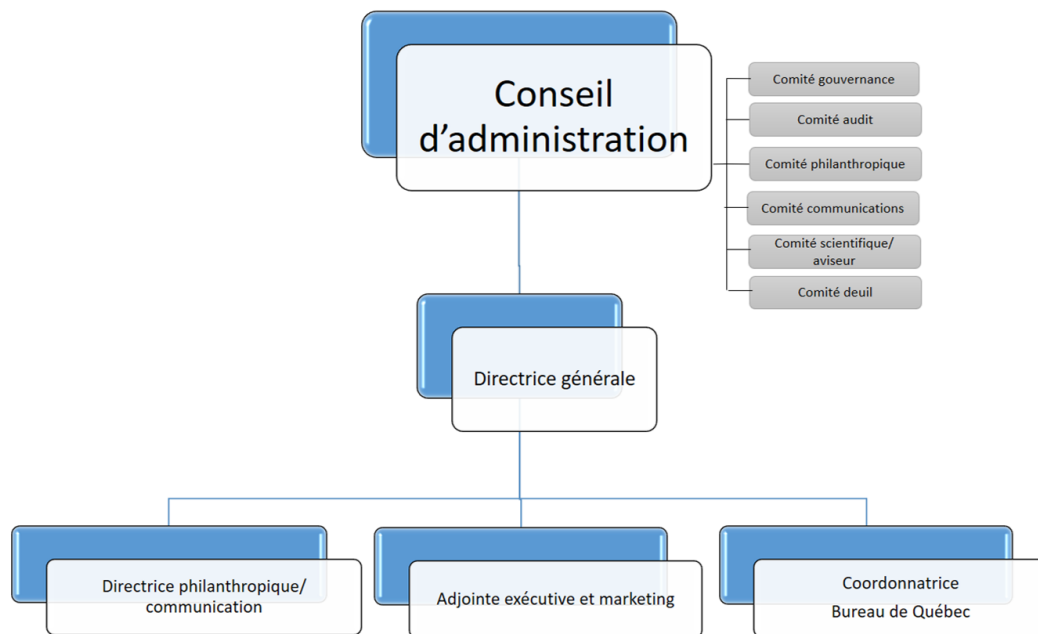 Conseil
d’administration
Comité gouvernance
Comité audit
Comité philanthropique
Comité communications
Comité scientifique/
aviseur
Comité deuil
Directrice générale
Directrice philanthropique/
communication
Adjointe exécutive et marketing
Coordonnatrice
Bureau de Québec